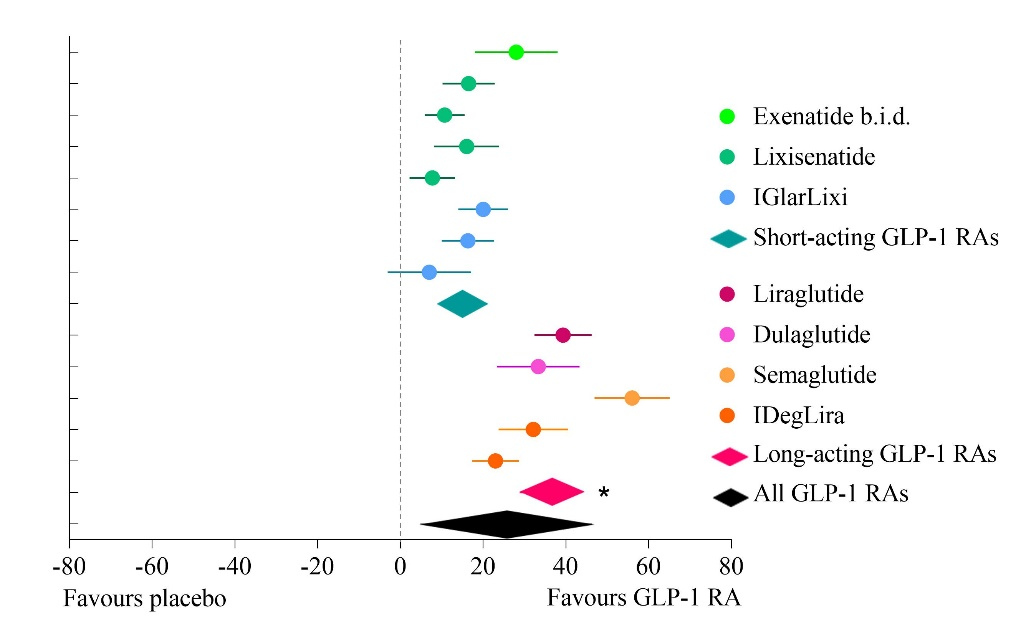 Exenatide b.i.d.
Lixisenatide
IGlarLixi
Short-acting GLP-1 RAs
Liraglutide
Dulaglutide
Semaglutide
IDegLira
Long-acting GLP-1 RAs
*
All GLP-1 RAs
-80 -60 -40 -20 0 20 40 60 80
Favours placebo Favours GLP-1 RA